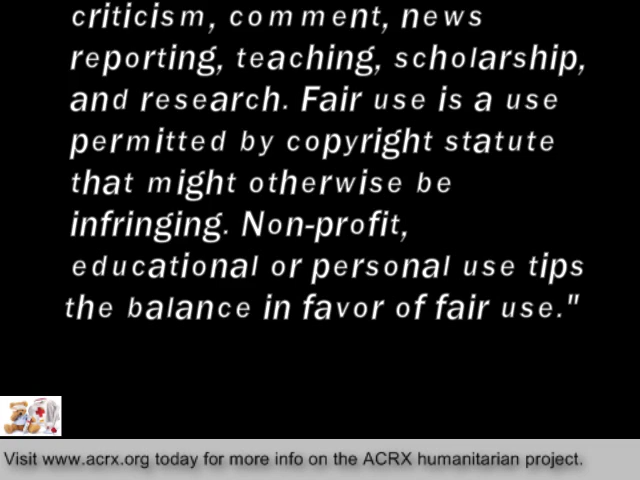 criticism, comment, news
reporting, teaching, scholarship,
and research. Fair use is a use
permitted by copyright statute
that might otherwise be
infringing. Non-profit,
educational or personal use tips
the balance in favor of fair use."
Visit www.acrx.org today for more info on the ACRX humanitarian project.